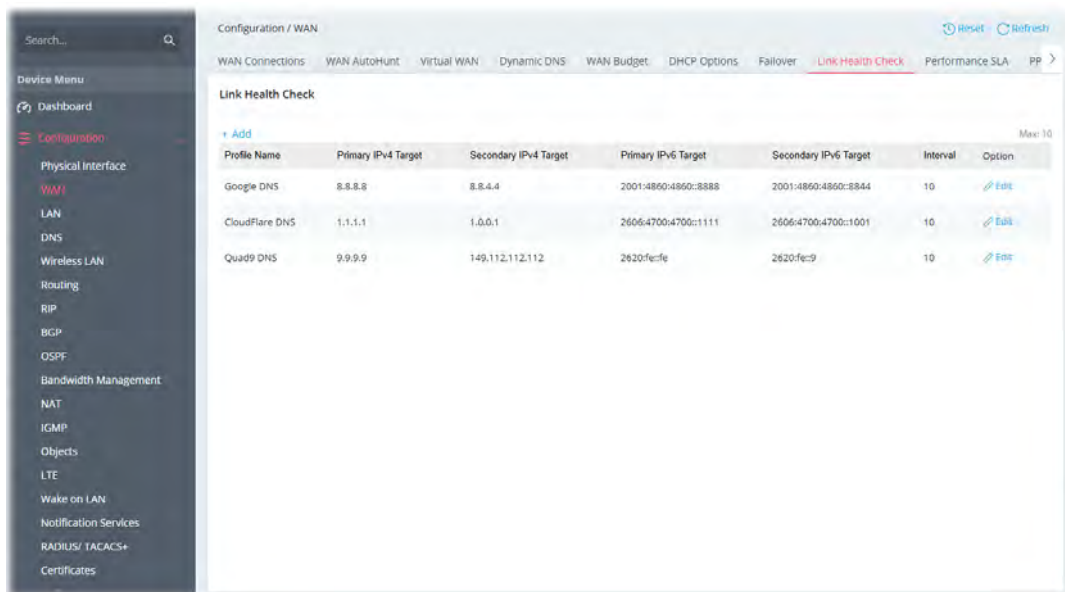 Search...
Device Menu
Dashboard
Configuration
Physical Interface
WAN
LAN
DNS
Wireless LAN
Routing
RIP
BGP
OSPF
Bandwidth Management
NAT
IGMP
Objects
LTE
Wake on LAN
Notification Services
RADIUS/ TACACS+
Certificates
Configuration / WAN
Reset Refresh
WAN Connections WAN AutoHunt Virtual WAN Dynamic DNS WAN Budget DHCP Options Failover Link Health Check Performance SLA PP >
Link Health Check
+ Add Max: 10
Profile Name Primary IPv4 Target Secondary IPv4 Target Primary IPv6 Target Secondary IPv6 Target Interval Option
Google DNS 8.8.8.8 8.8.4.4 2001:4860:4860::8888 2001:4860:4860::8844 10 Edit
CloudFlare DNS 1.1.1.1 1.0.0.1 2606:4700:4700::1111 2606:4700:4700::1001 10 Edit
Quad9 DNS 9.9.9.9 149.112.112.112 2620:fe::fe 2620:fe::9 10 Edit